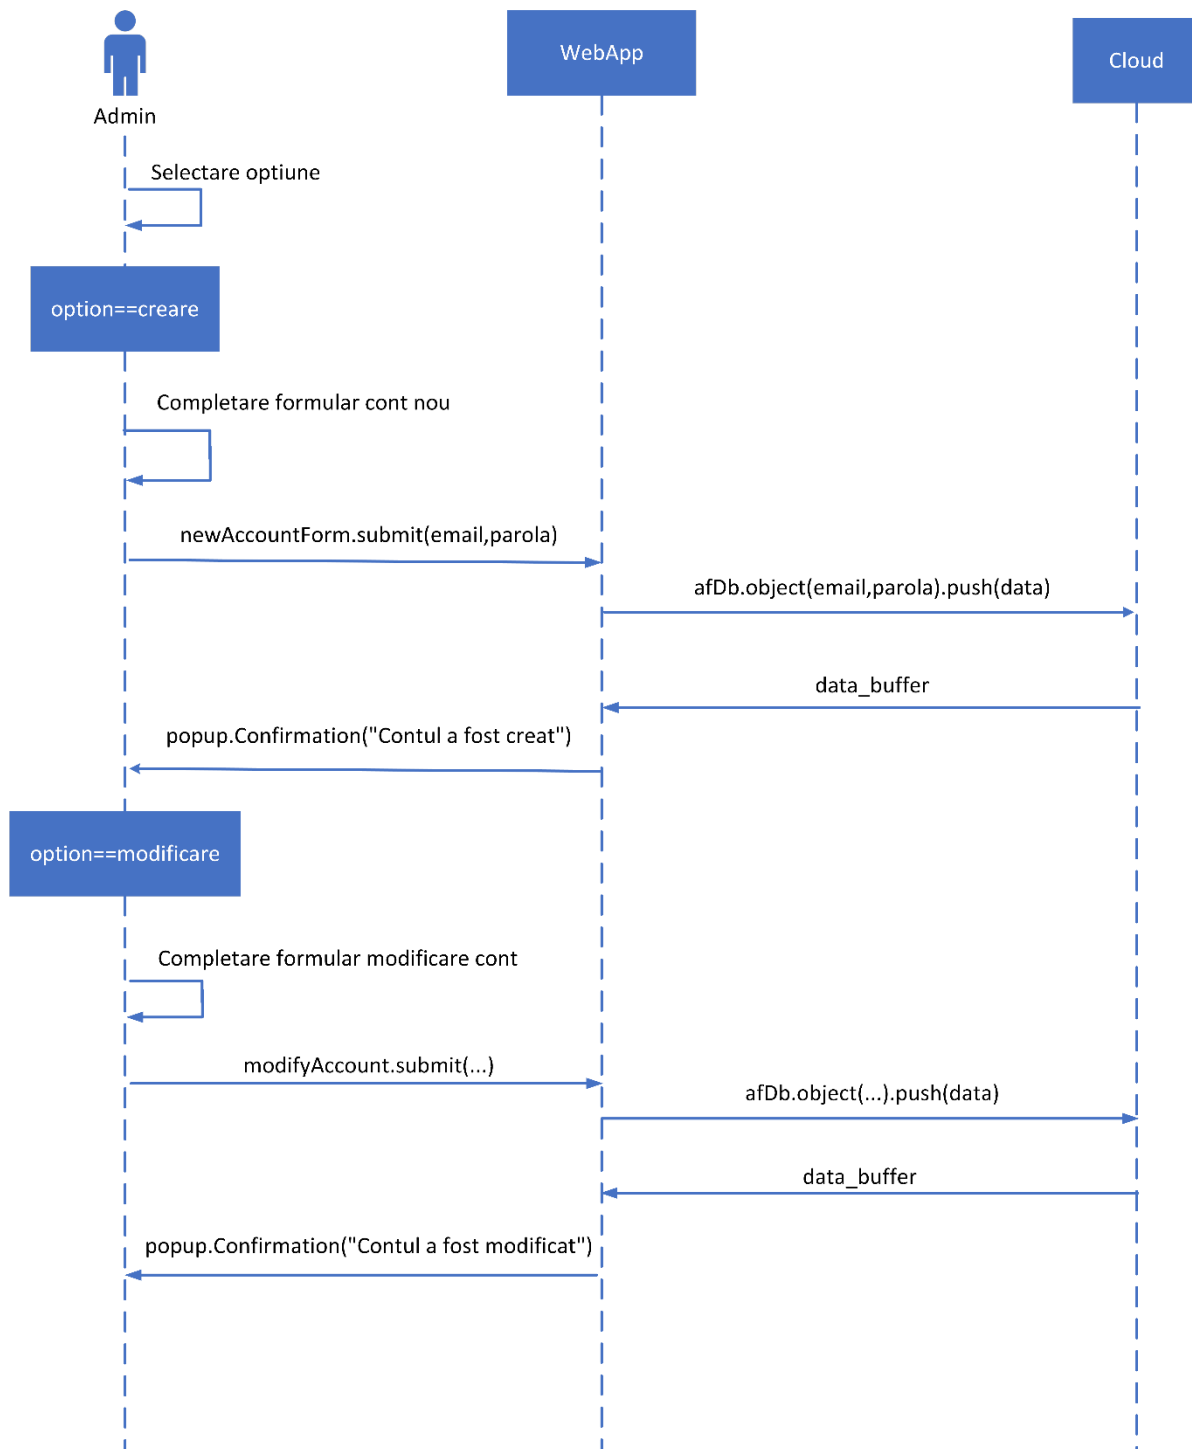 Admin
WebApp
Cloud
Selectare optiune
option==creare
Completare formular cont nou
newAccountForm.submit(email,parola)
afDb.object(email,parola).push(data)
data_buffer
popup.Confirmation("Contul a fost creat")
option==modificare
Completare formular modificare cont
modifyAccount.submit(...)
afDb.object(...).push(data)
data_buffer
popup.Confirmation("Contul a fost modificat")